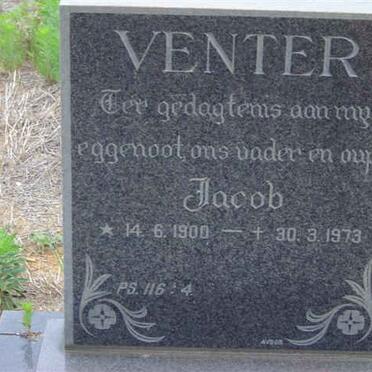 VENTER
Ter gedagtenis aan my
eggenoot, ons vader en oupa
Jacob
★ 14. 6. 1900 — + 30. 3. 1973
PS. 116 : 4.